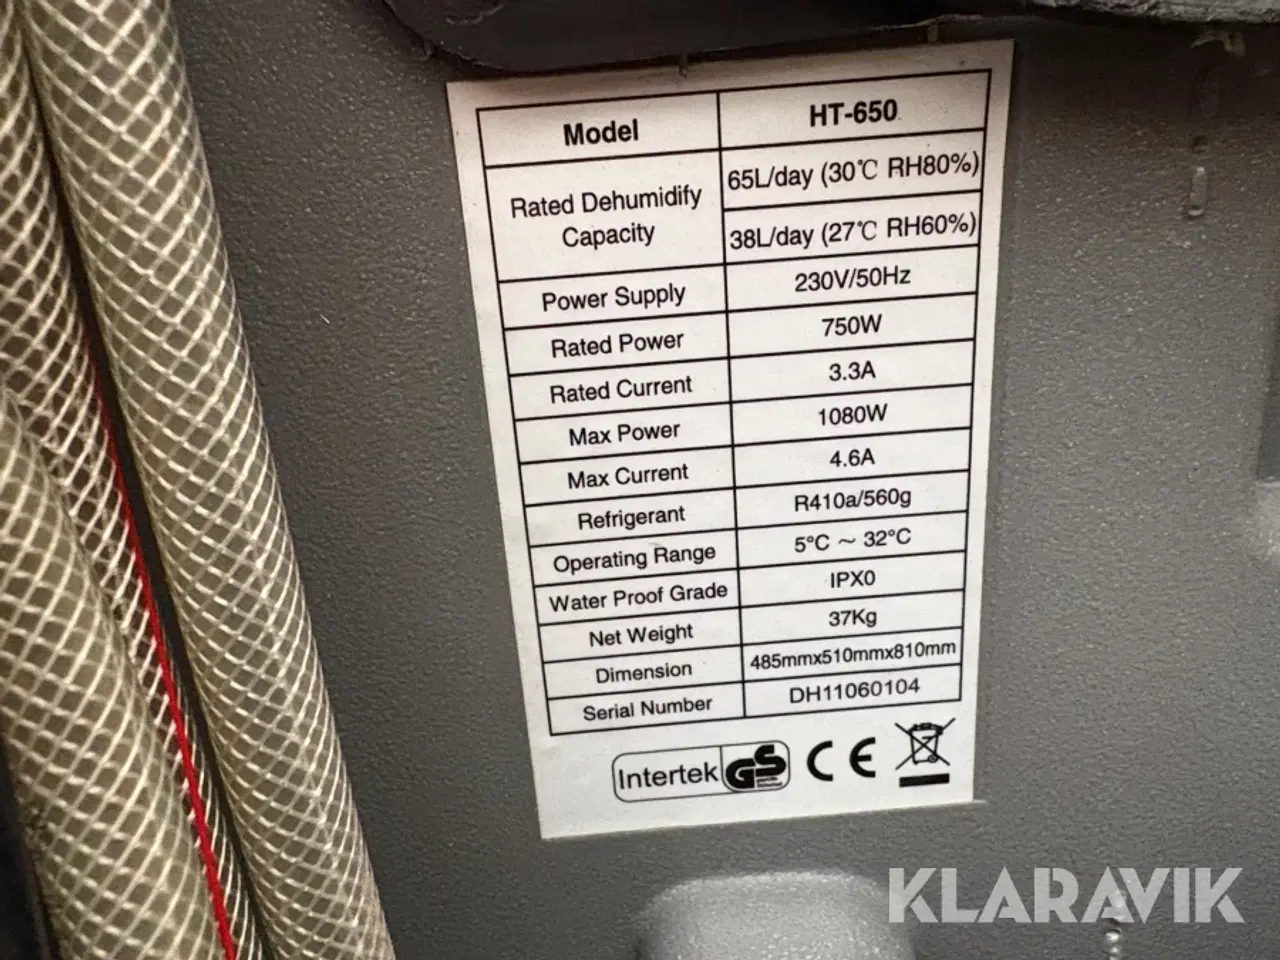 Model HT-650
Rated Dehumidify Capacity 65L/day (30℃ RH80%)
38L/day (27℃ RH60%)
Power Supply 230V/50Hz
Rated Power 750W
Rated Current 3.3A
Max Power 1080W
Max Current 4.6A
Refrigerant R410a/560g
Operating Range 5°C ~ 32°C
Water Proof Grade IPX0
Net Weight 37Kg
Dimension 485mmx510mmx810mm
Serial Number DH11060104
Intertek GS CE
KLARAVIK